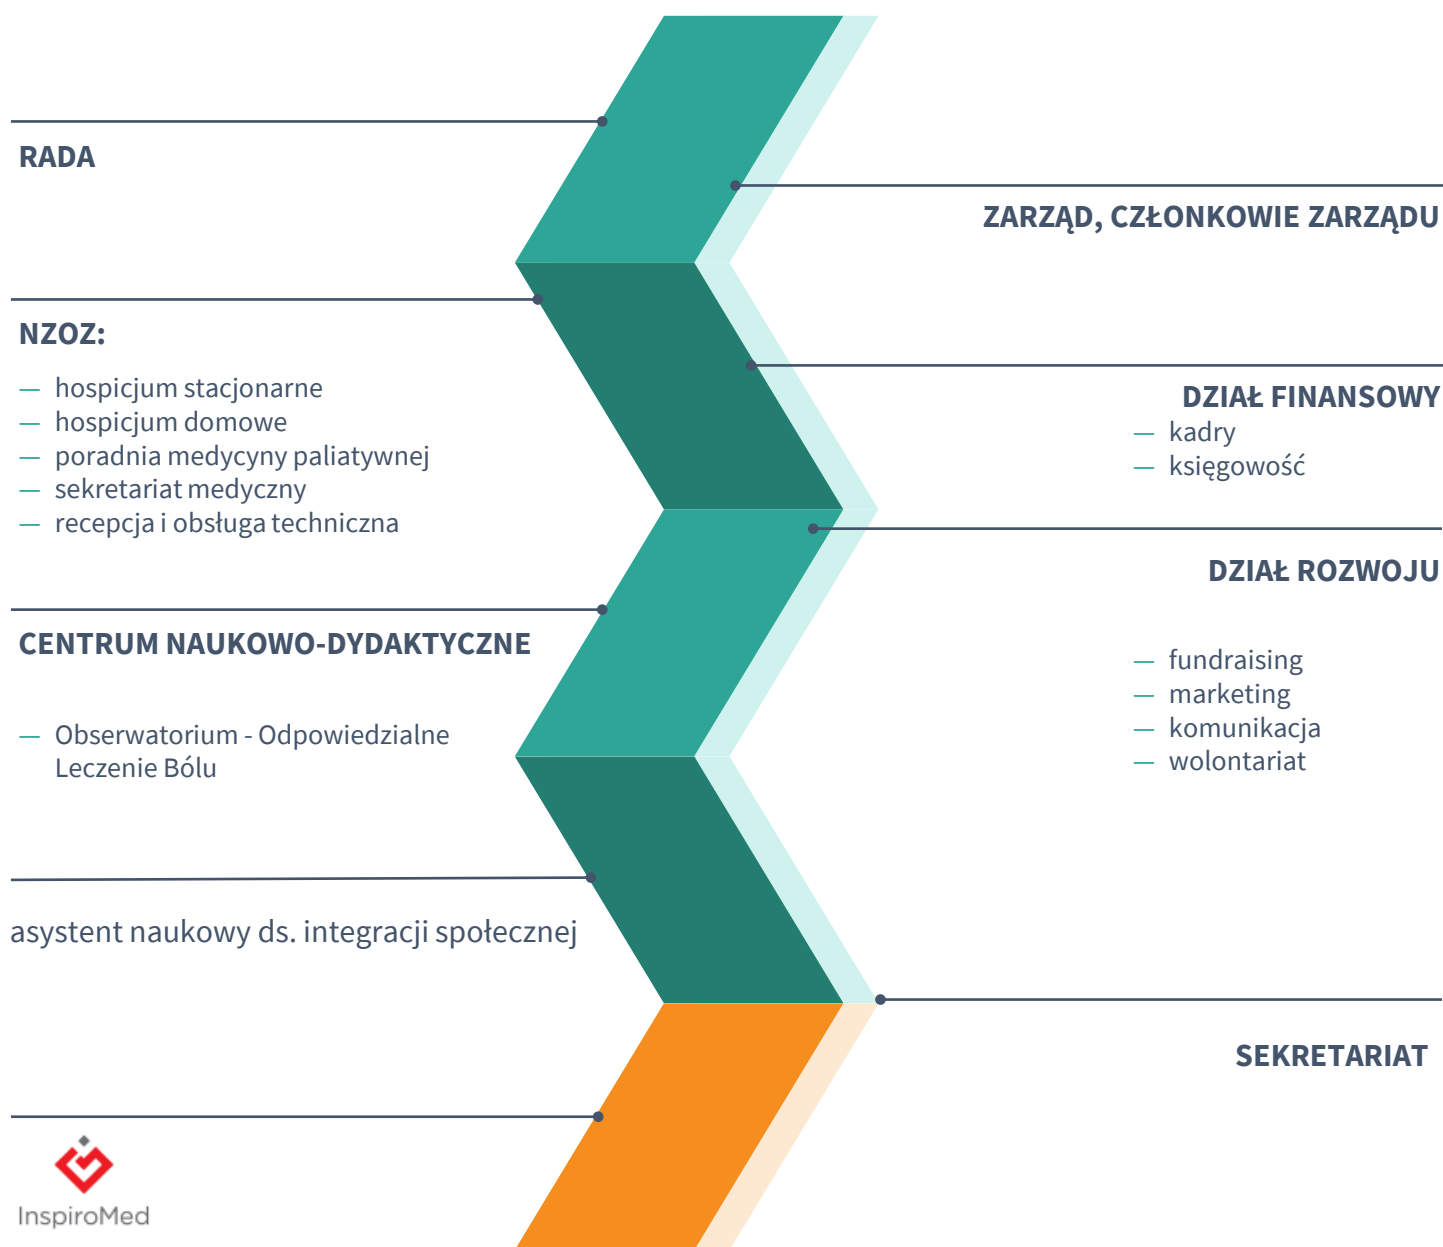 RADA
ZARZĄD, CZŁONKOWIE ZARZĄDU
NZOZ:
— hospicjum stacjonarne
— hospicjum domowe
— poradnia medycyny paliatywnej
— sekretariat medyczny
— recepcja i obsługa techniczna
DZIAŁ FINANSOWY
— kadry
— księgowość
DZIAŁ ROZWOJU
— fundraising
— marketing
— komunikacja
— wolontariat
CENTRUM NAUKOWO-DYDAKTYCZNE
— Obserwatorium - Odpowiedzialne
Leczenie Bólu
asystent naukowy ds. integracji społecznej
SEKRETARIAT
InspiroMed